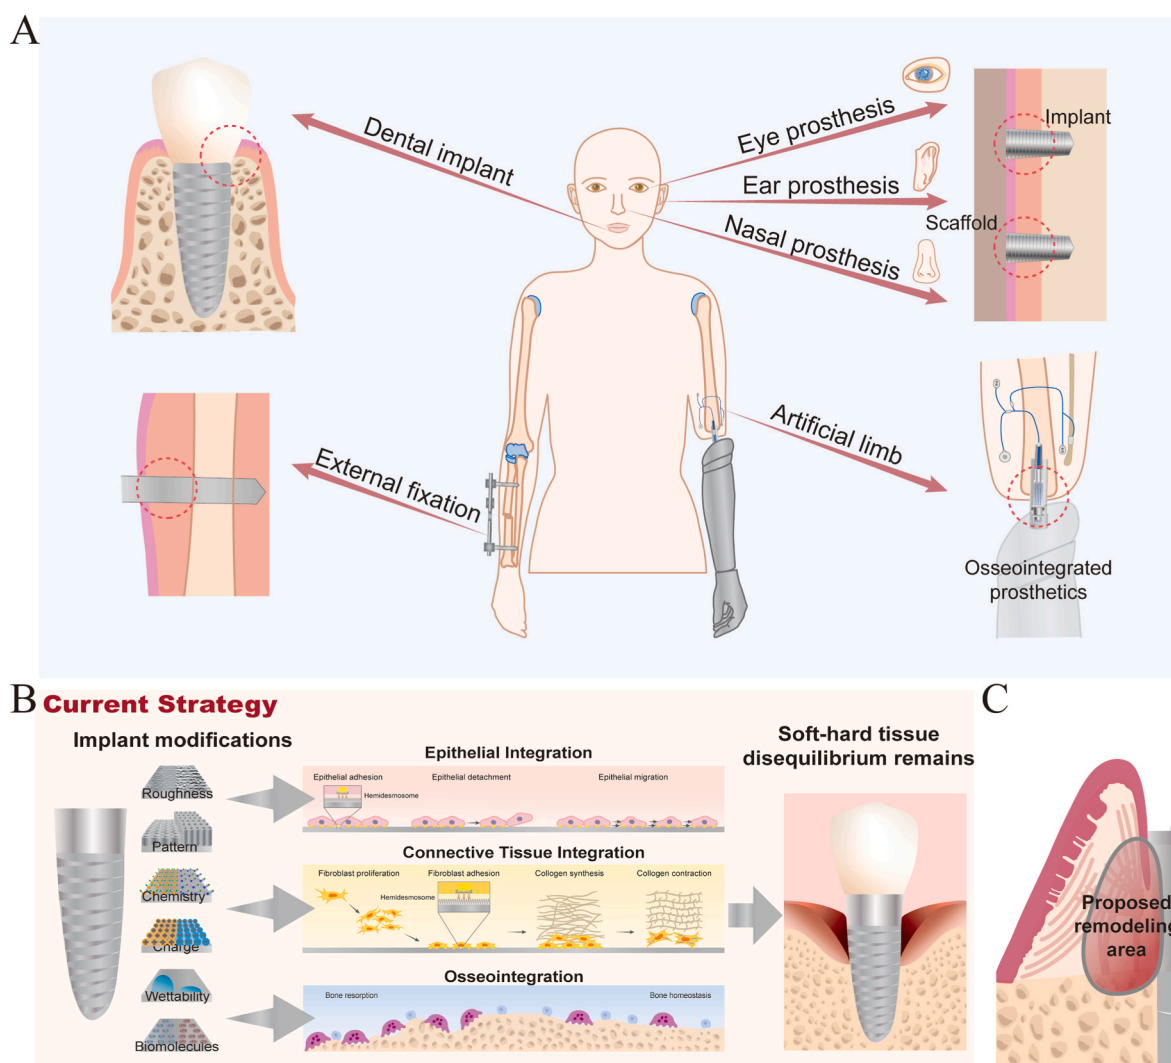 A
Dental implant
Eye prosthesis
Ear prosthesis
Nasal prosthesis
Implant
Scaffold
External fixation
Artificial limb
Osseointegrated
prosthetics
B
Current Strategy
Implant modifications
Roughness
Pattern
Chemistry
Charge
Wettability
Biomolecules
Epithelial Integration
Epithelial adhesion
Epithelial detachment
Epithelial migration
Hemidesmosome
Connective Tissue Integration
Fibroblast proliferation
Fibroblast adhesion
Collagen synthesis
Collagen contraction
Hemidesmosome
Osseointegration
Bone resorption
Bone homeostasis
Soft-hard tissue
disequilibrium remains
C
Proposed
remodeling
area